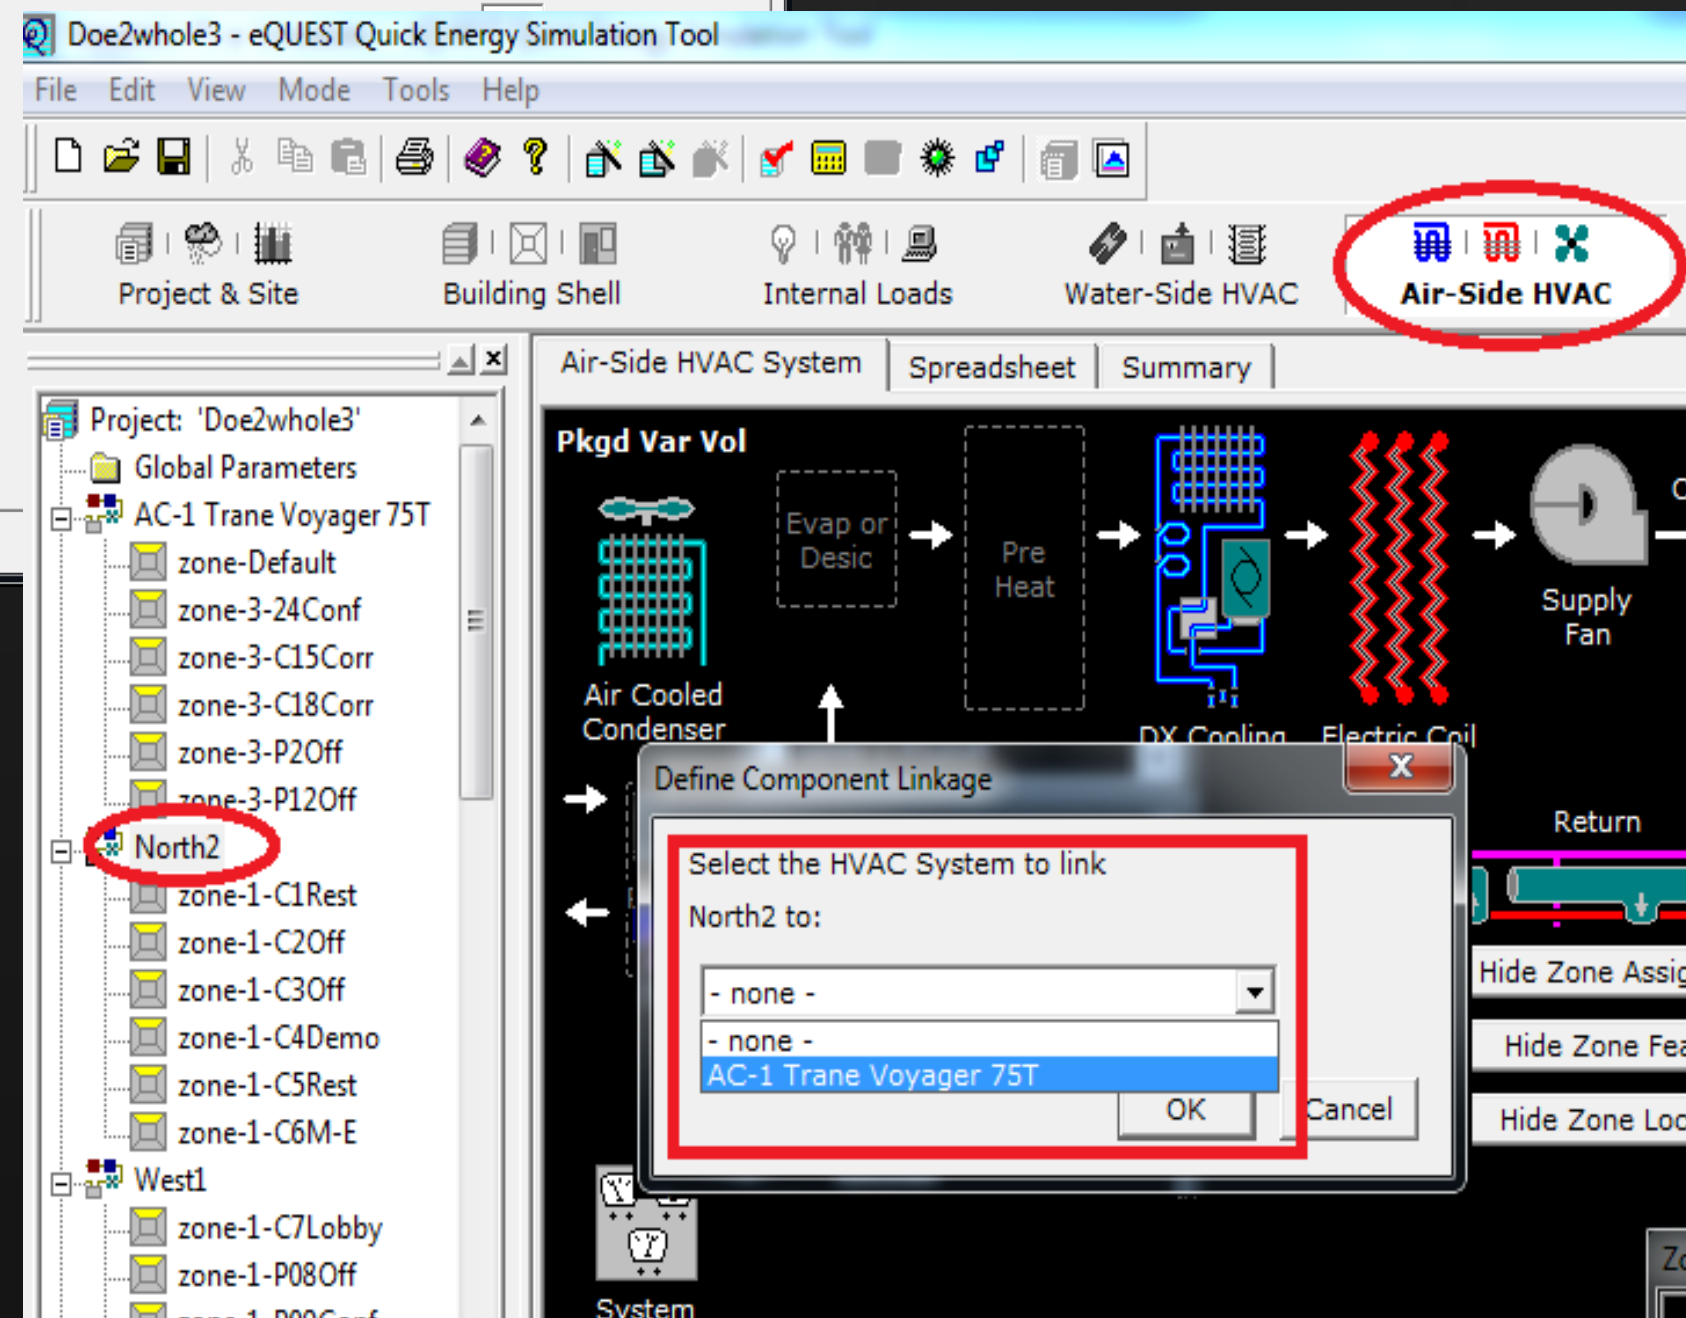 Doe2whole3 - eQUEST Quick Energy Simulation Tool
File Edit View Mode Tools Help
Project & Site
Building Shell
Internal Loads
Water-Side HVAC
Air-Side HVAC
Air-Side HVAC System
Spreadsheet
Summary
Project: 'Doe2whole3'
Global Parameters
AC-1 Trane Voyager 75T
zone-Default
zone-3-24Conf
zone-3-C15Corr
zone-3-C18Corr
zone-3-P2Off
zone-3-P12Off
North2
zone-1-C1Rest
zone-1-C2Off
zone-1-C3Off
zone-1-C4Demo
zone-1-C5Rest
zone-1-C6M-E
West1
zone-1-C7Lobby
zone-1-P08Off
Pkgd Var Vol
Evap or
Desic
Pre
Heat
Supply
Fan
Air Cooled
Condenser
DX Cooling
Electric Coil
Return
Define Component Linkage
Select the HVAC System to link
North2 to:
- none -
- none -
AC-1 Trane Voyager 75T
OK
Cancel
Hide Zone
Hide Zone
Hide Zone
System